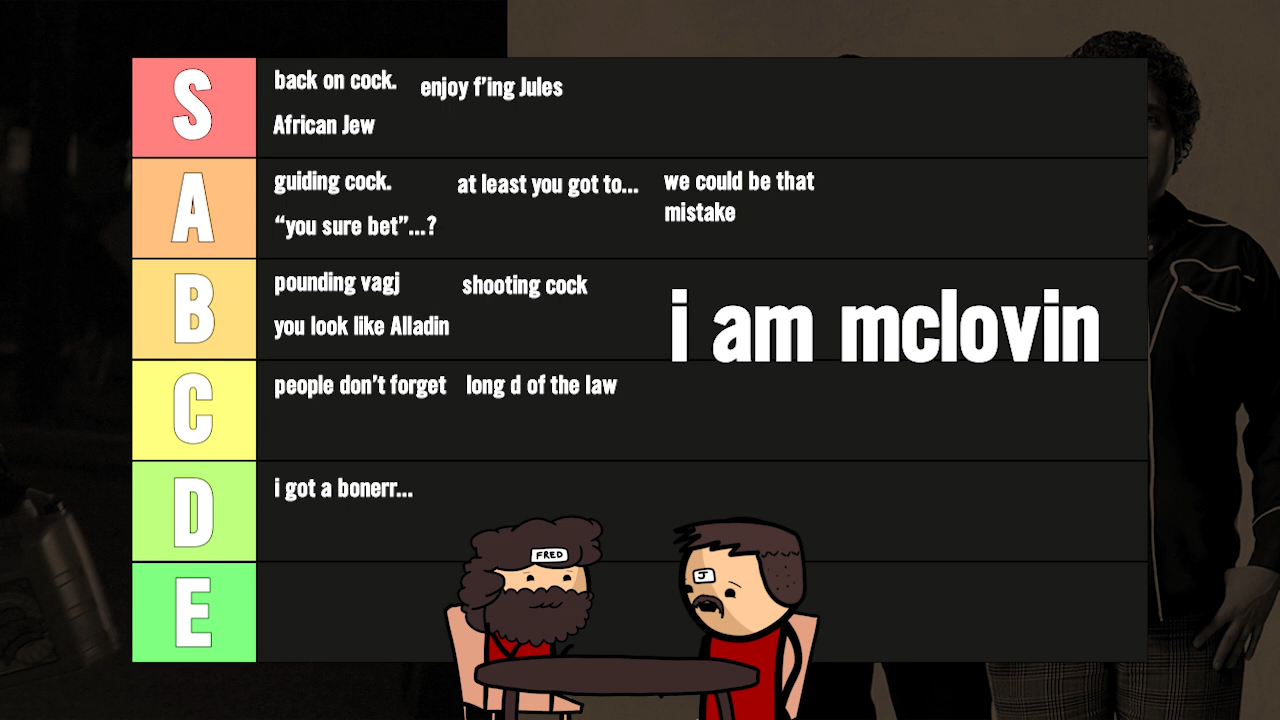 S
back on cock.
enjoy f'ing Jules
African Jew
A
guiding cock.
at least you got to...
we could be that
mistake
“you sure bet”...?
B
pounding vagj
shooting cock
you look like Alladin
i am mclovin
C
people don't forget
long d of the law
D
i got a bonerr...
E
FRED
J